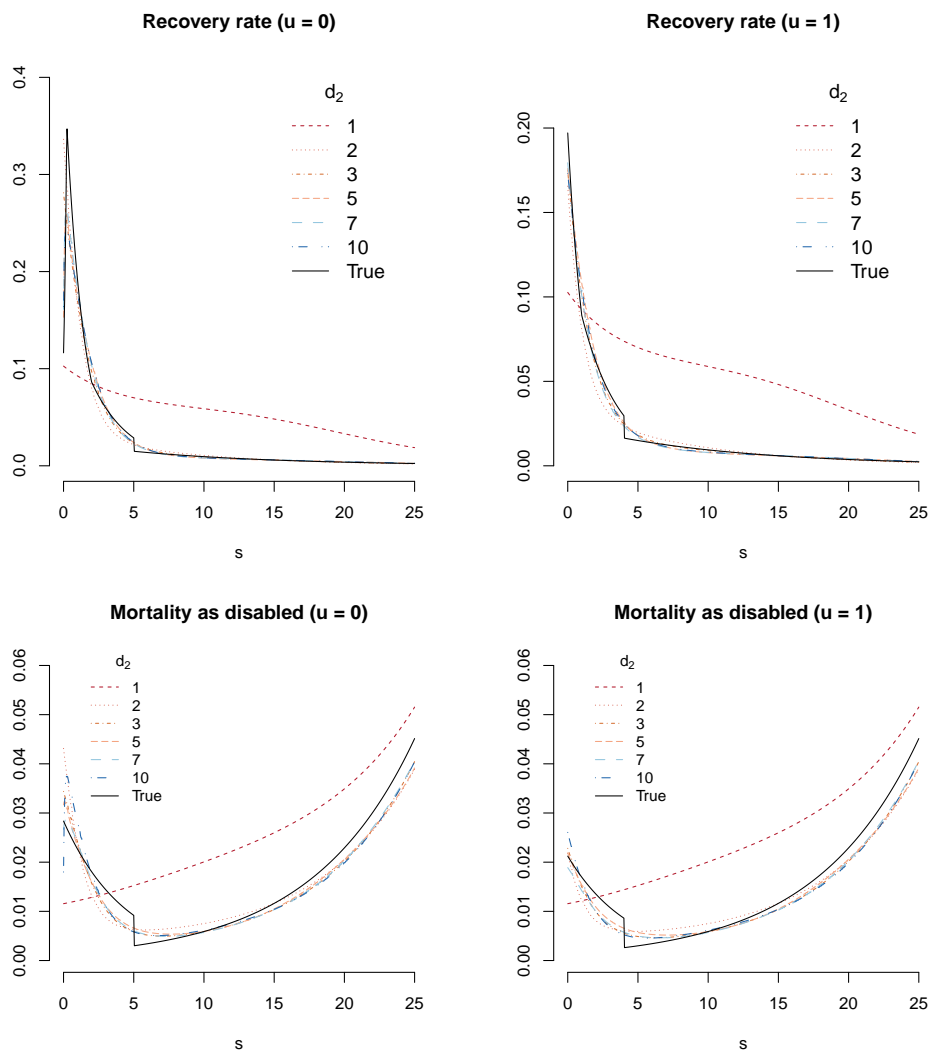 Recovery rate (u = 0)
0.4
0.3
0.2
0.1
0.0
d2
1
2
3
5
7
10
True
0 5 10 15 20 25
s
Recovery rate (u = 1)
0.20
0.15
0.10
0.05
0.00
d2
1
2
3
5
7
10
True
0 5 10 15 20 25
s
Mortality as disabled (u = 0)
0.06
0.05
0.04
0.03
0.02
0.01
0.00
d2
1
2
3
5
7
10
True
0 5 10 15 20 25
s
Mortality as disabled (u = 1)
0.06
0.05
0.04
0.03
0.02
0.01
0.00
d2
1
2
3
5
7
10
True
0 5 10 15 20 25
s